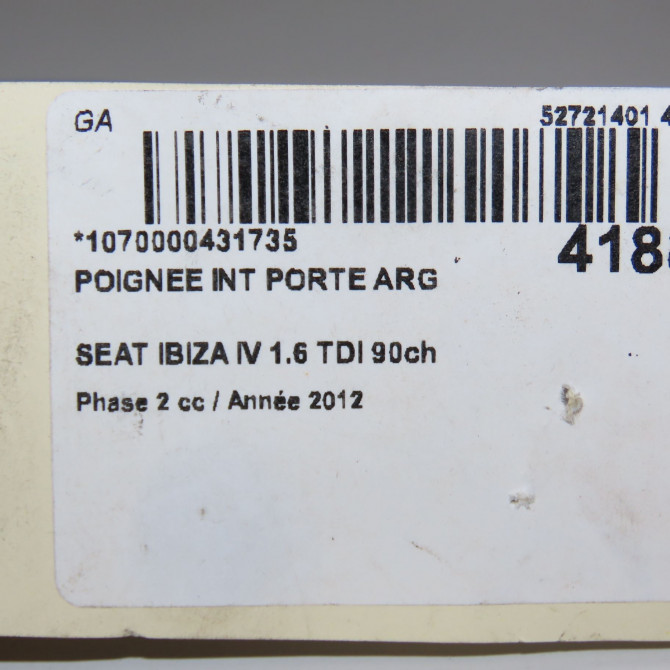 GA 52721401 4
*1070000431735
418
POIGNEE INT PORTE ARG
SEAT IBIZA IV 1.6 TDI 90ch
Phase 2 cc / Année 2012